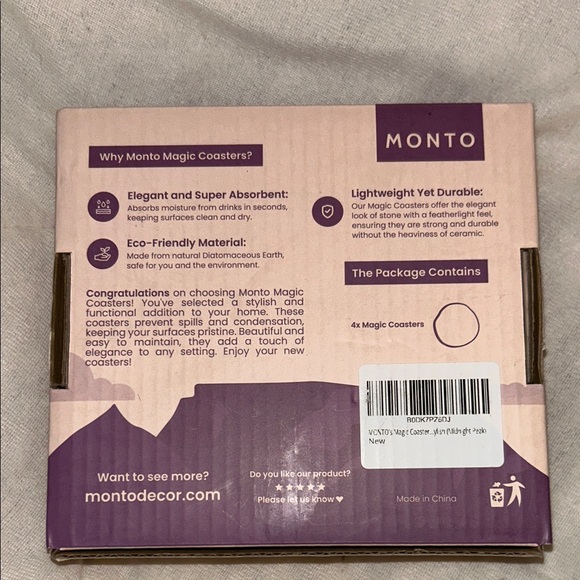 MONTO
Why Monto Magic Coasters?
Elegant and Super Absorbent:
Absorbs moisture from drinks in seconds,
keeping surfaces clean and dry.
Eco-Friendly Material:
Made from natural Diatomaceous Earth,
safe for you and the environment.
Lightweight Yet Durable:
Our Magic Coasters offer the elegant
look of stone with a featherlight feel,
ensuring they are strong and durable
without the heaviness of ceramic.
Congratulations on choosing Monto Magic
Coasters! You've selected a stylish and
functional addition to your home. These
coasters prevent spills and condensation,
keeping your surfaces pristine. Beautiful and
easy to maintain, they add a touch of
elegance to any setting. Enjoy your new
coasters!
The Package Contains
4x Magic Coasters
MONTO's Magic Coaster...ylish (Midnight Peak)
New
Want to see more?
montodecor.com
Do you like our product?
Please let us know
Made in China